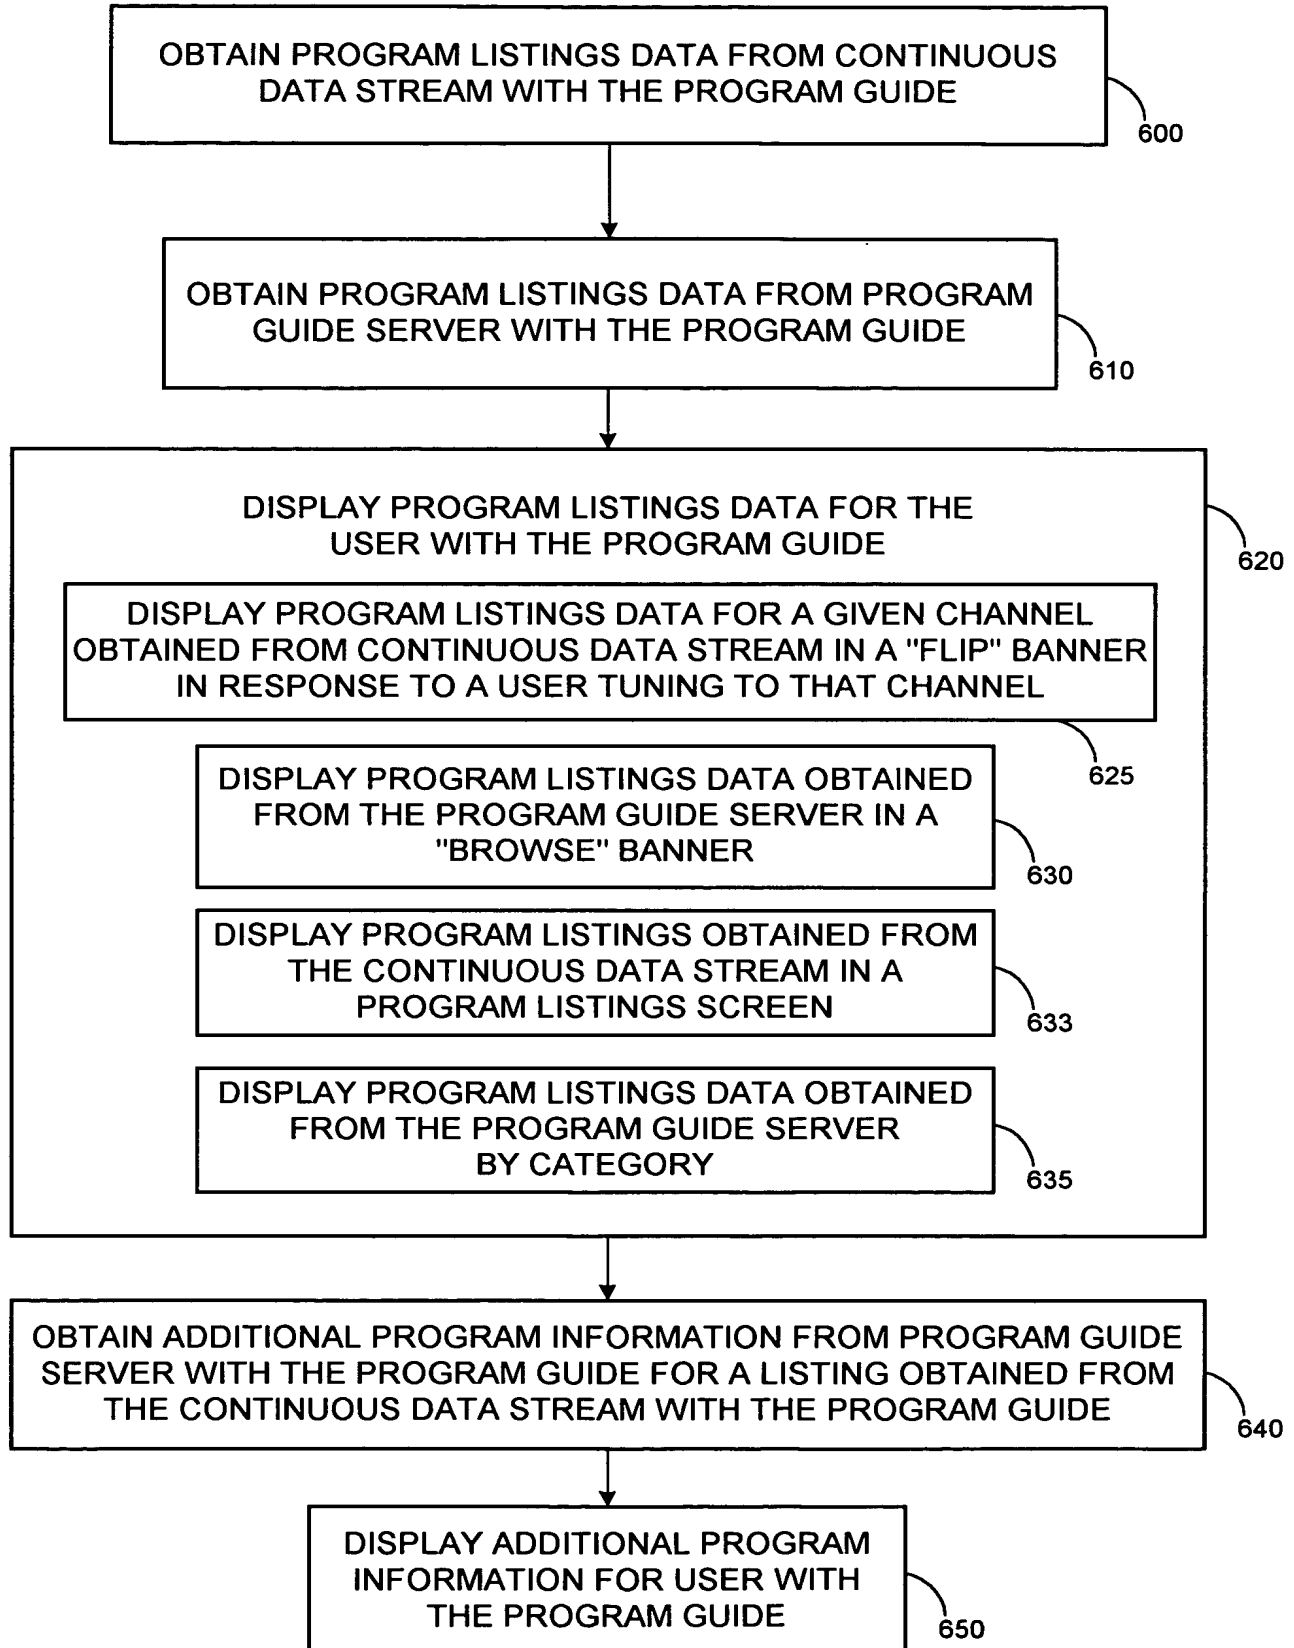 OBTAIN PROGRAM LISTINGS DATA FROM CONTINUOUS
DATA STREAM WITH THE PROGRAM GUIDE
600
OBTAIN PROGRAM LISTINGS DATA FROM PROGRAM
GUIDE SERVER WITH THE PROGRAM GUIDE
610
DISPLAY PROGRAM LISTINGS DATA FOR THE
USER WITH THE PROGRAM GUIDE
620
DISPLAY PROGRAM LISTINGS DATA FOR A GIVEN CHANNEL
OBTAINED FROM CONTINUOUS DATA STREAM IN A "FLIP" BANNER
IN RESPONSE TO A USER TUNING TO THAT CHANNEL
625
DISPLAY PROGRAM LISTINGS DATA OBTAINED
FROM THE PROGRAM GUIDE SERVER IN A
"BROWSE" BANNER
630
DISPLAY PROGRAM LISTINGS OBTAINED FROM
THE CONTINUOUS DATA STREAM IN A
PROGRAM LISTINGS SCREEN
633
DISPLAY PROGRAM LISTINGS DATA OBTAINED
FROM THE PROGRAM GUIDE SERVER
BY CATEGORY
635
OBTAIN ADDITIONAL PROGRAM INFORMATION FROM PROGRAM GUIDE
SERVER WITH THE PROGRAM GUIDE FOR A LISTING OBTAINED FROM
THE CONTINUOUS DATA STREAM WITH THE PROGRAM GUIDE
640
DISPLAY ADDITIONAL PROGRAM
INFORMATION FOR USER WITH
THE PROGRAM GUIDE
650